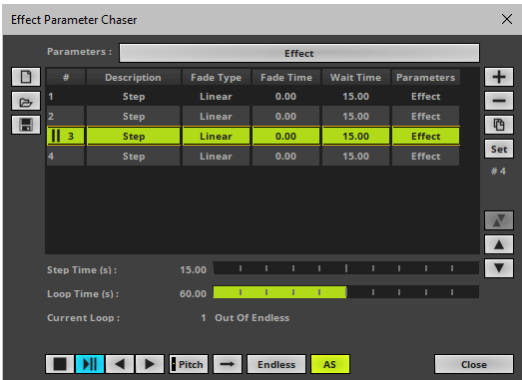 Effect Parameter Chaser
Parameters : Effect
# Description Fade Type Fade Time Wait Time Parameters
1 Step Linear 0.00 15.00 Effect
2 Step Linear 0.00 15.00 Effect
3 Step Linear 0.00 15.00 Effect
4 Step Linear 0.00 15.00 Effect
Set
# 4
Step Time (s) : 15.00
Loop Time (s) : 60.00
Current Loop : 1 Out Of Endless
Pitch Endless AS Close